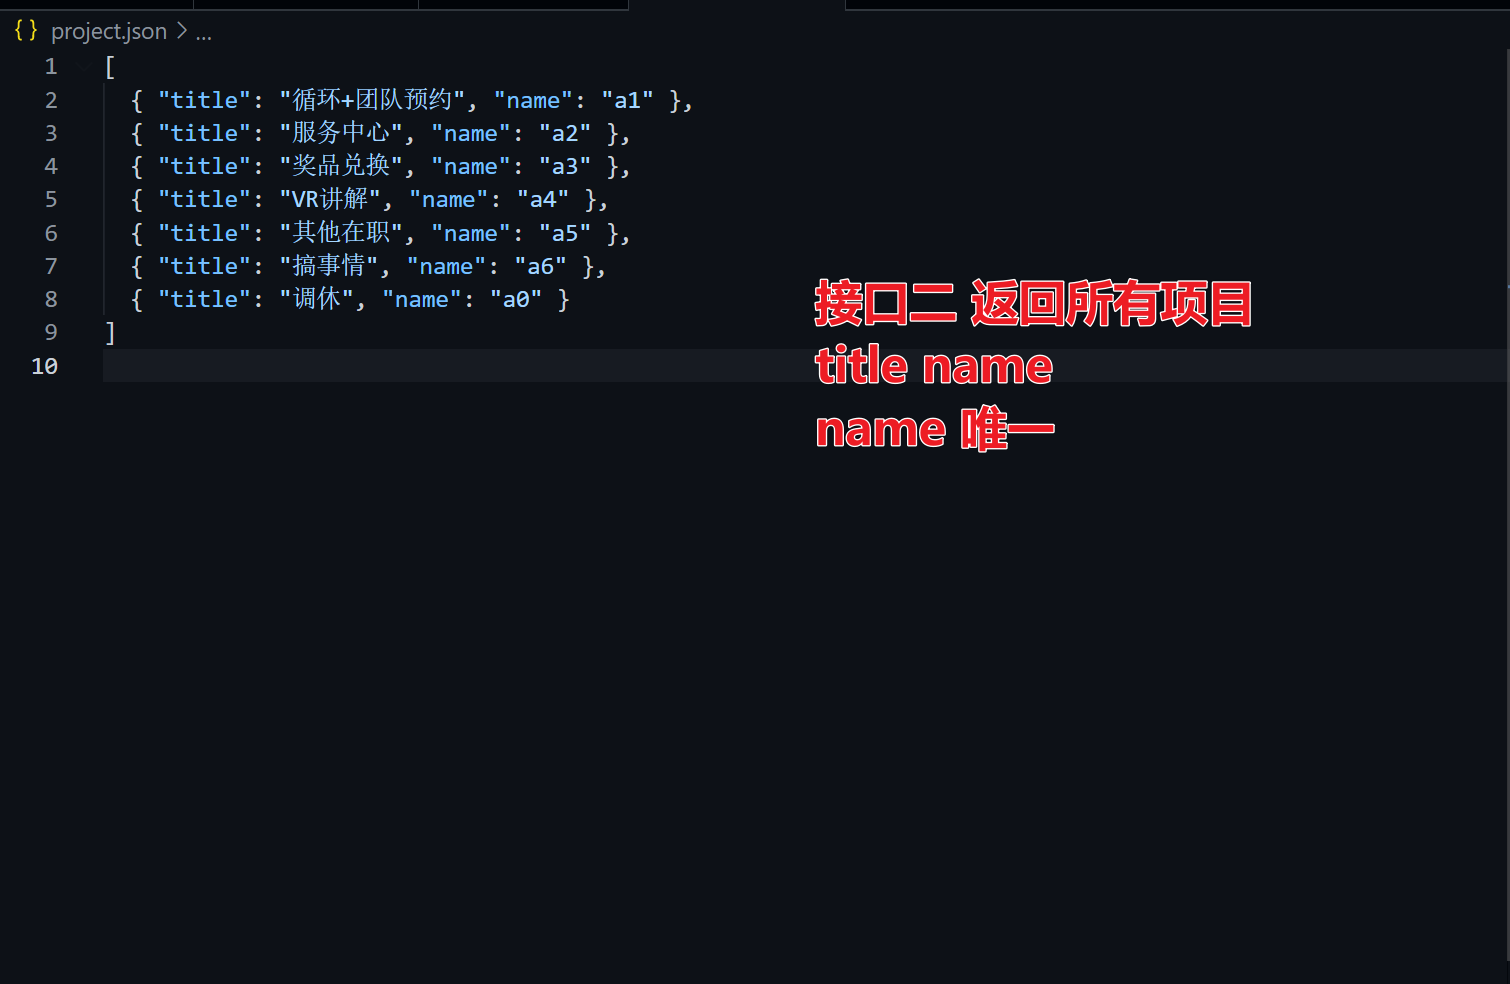 {} project.json > ...
1 [
2 { "title": "循环+团队预约", "name": "a1" },
3 { "title": "服务中心", "name": "a2" },
4 { "title": "奖品兑换", "name": "a3" },
5 { "title": "VR讲解", "name": "a4" },
6 { "title": "其他在职", "name": "a5" },
7 { "title": "搞事情", "name": "a6" },
8 { "title": "调休", "name": "a0" }
9 ]
10
接口二 返回所有项目
title name
name 唯一